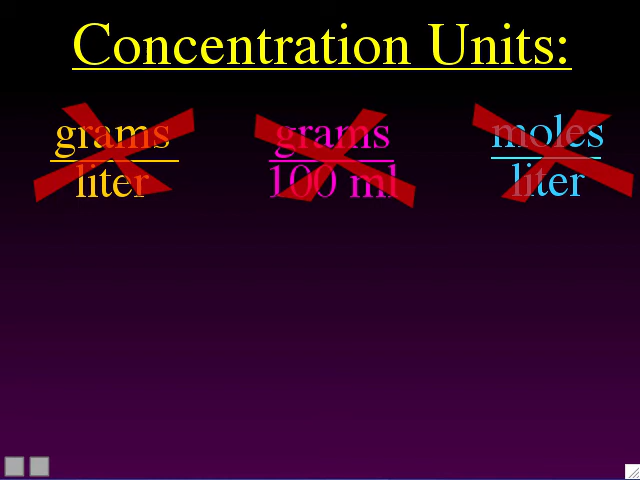 Concentration Units:
grams grams moles
liter 100 ml liter